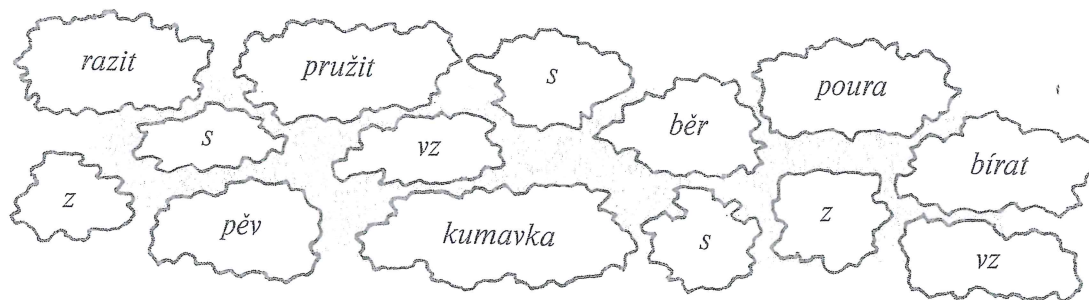 razit pružit s poura
s vz běr bírat
z pěv kumavka s z vz